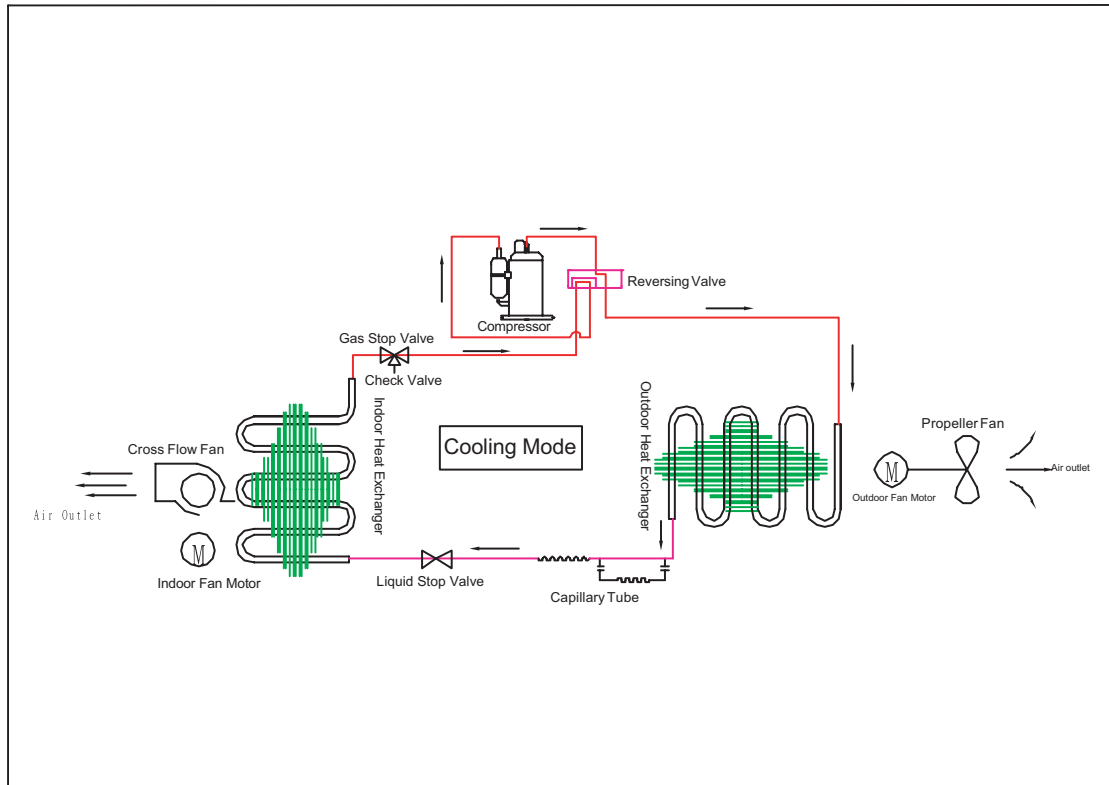 Reversing Valve
Compressor
Gas Stop Valve
Check Valve
Indoor Heat Exchanger
Cooling Mode
Outdoor Heat Exchanger
Propeller Fan
Cross Flow Fan
M
Air outlet
Outdoor Fan Motor
Air Outlet
M
Indoor Fan Motor
Liquid Stop Valve
Capillary Tube